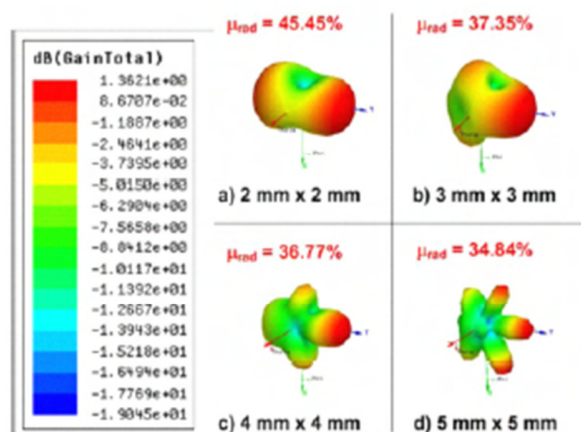 dB(GainTotal)
1.3621e+00
8.6707e-02
-1.1887e+00
-2.4641e+00
-3.7395e+00
-5.0150e+00
-6.2904e+00
-7.5658e+00
-8.8412e+00
-1.0117e+01
-1.1392e+01
-1.2667e+01
-1.3943e+01
-1.5218e+01
-1.6494e+01
-1.7769e+01
-1.9045e+01
μrad = 45.45%
a) 2 mm x 2 mm
μrad = 37.35%
b) 3 mm x 3 mm
μrad = 36.77%
c) 4 mm x 4 mm
μrad = 34.84%
d) 5 mm x 5 mm